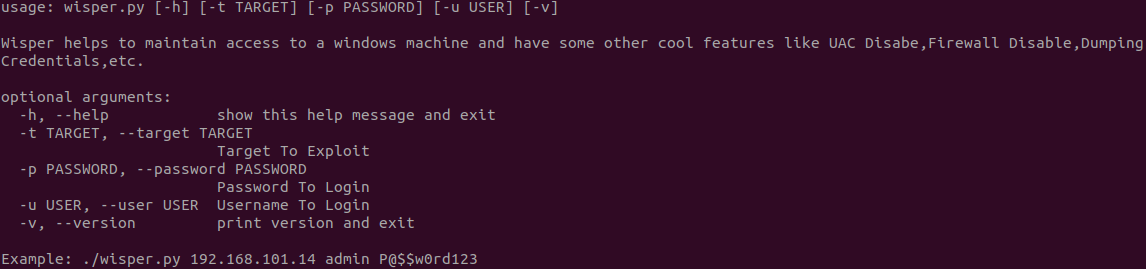 usage: wisper.py [-h] [-t TARGET] [-p PASSWORD] [-u USER] [-v]
Wisper helps to maintain access to a windows machine and have some other cool features like UAC Disabe,Firewall Disable,Dumping
Credentials,etc.
optional arguments:
-h, --help show this help message and exit
-t TARGET, --target TARGET
Target To Exploit
-p PASSWORD, --password PASSWORD
Password To Login
-u USER, --user USER Username To Login
-v, --version print version and exit
Example: ./wisper.py 192.168.101.14 admin P@$$w0rd123